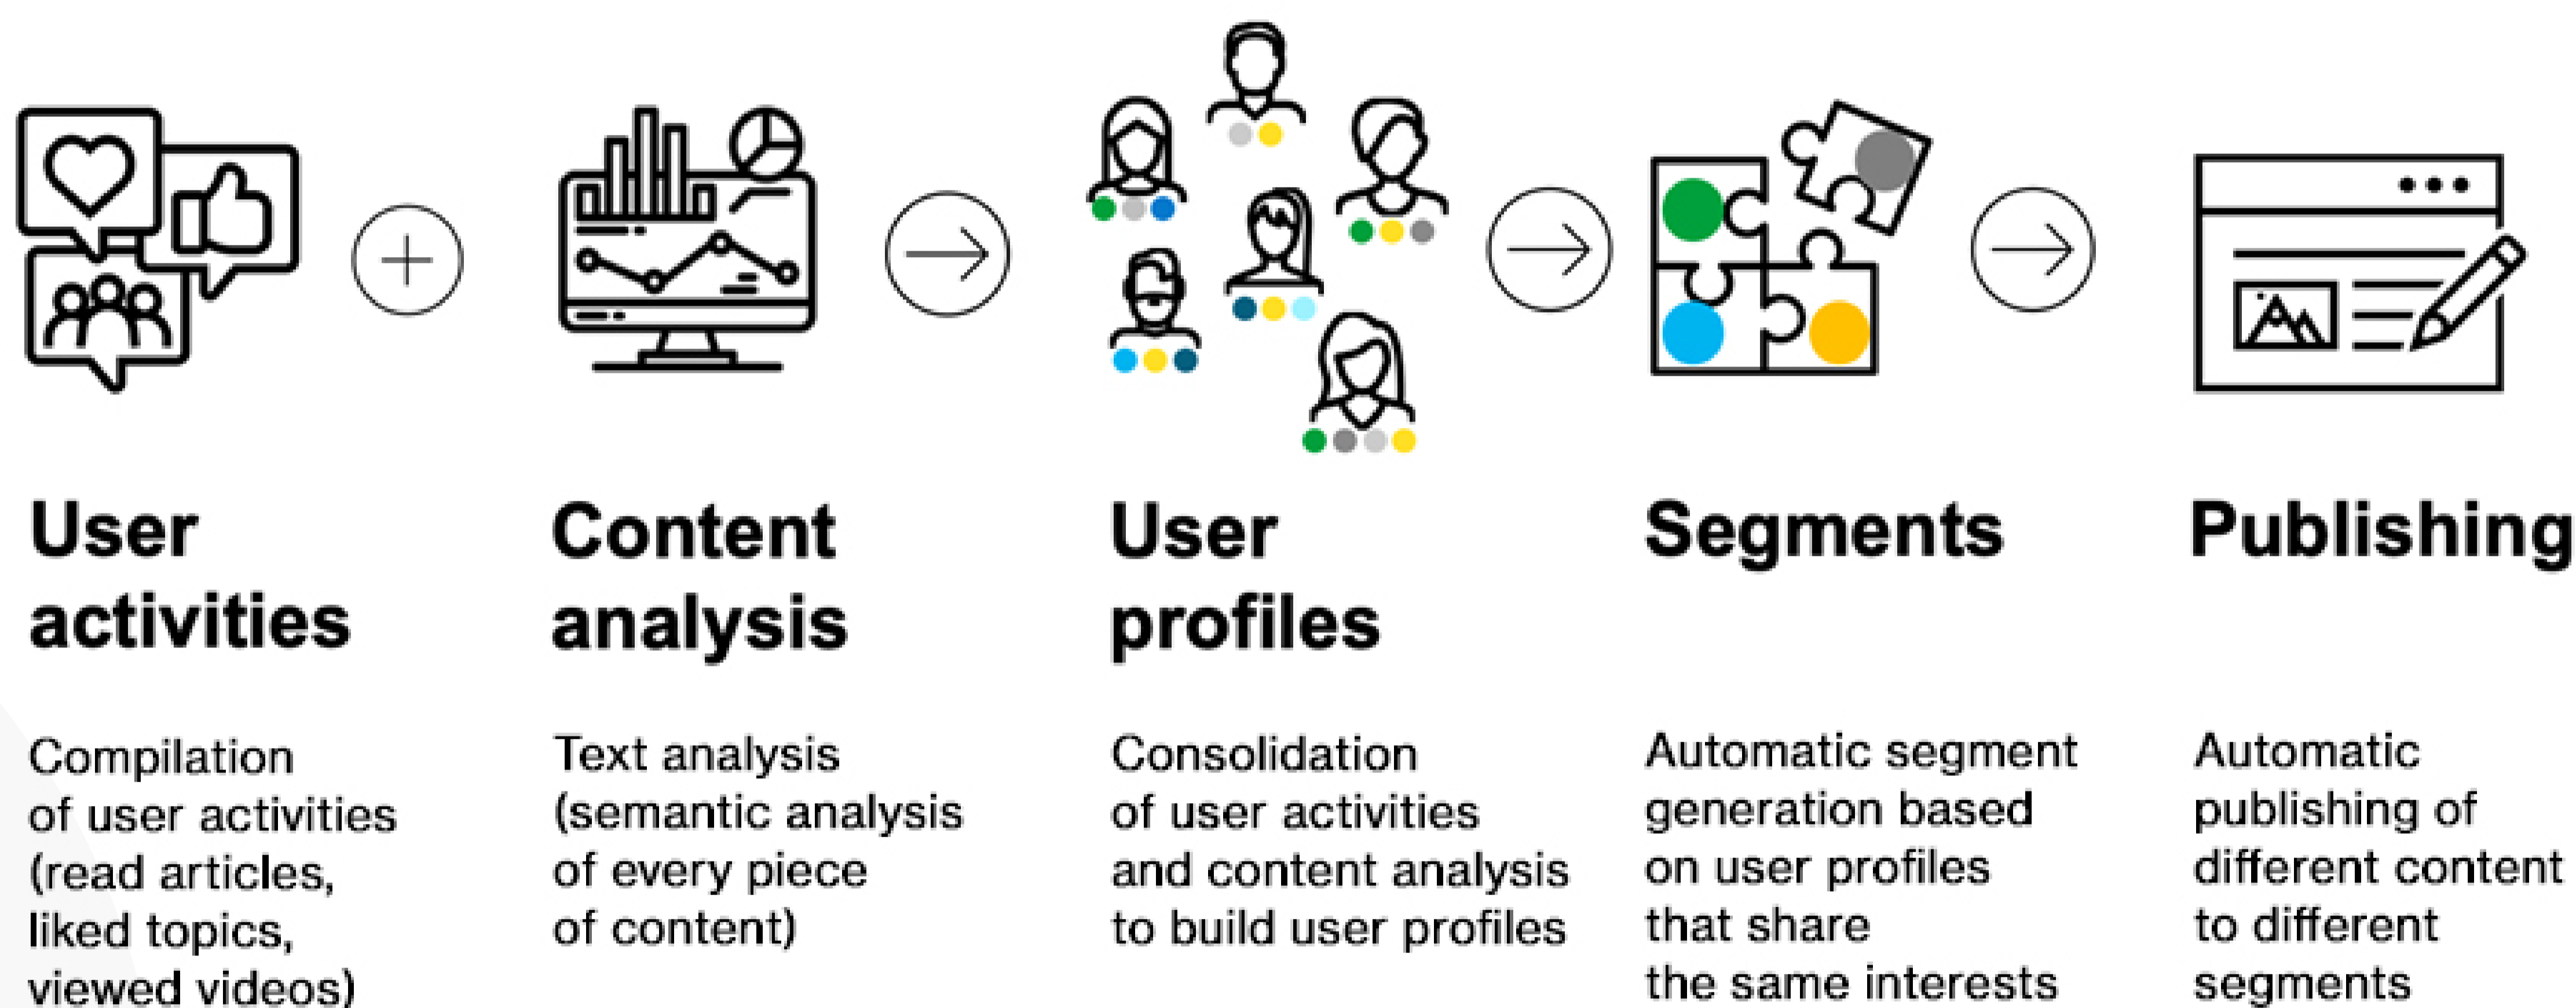 User
activities
Compilation
of user activities
(read articles,
liked topics,
viewed videos)
Content
analysis
Text analysis
(semantic analysis
of every piece
of content)
User
profiles
Consolidation
of user activities
and content analysis
to build user profiles
Segments
Automatic segment
generation based
on user profiles
that share
the same interests
Publishing
Automatic
publishing of
different content
to different
segments